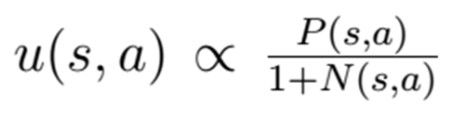 u(s, a) ∝ P(s,a) / 1+N(s,a)